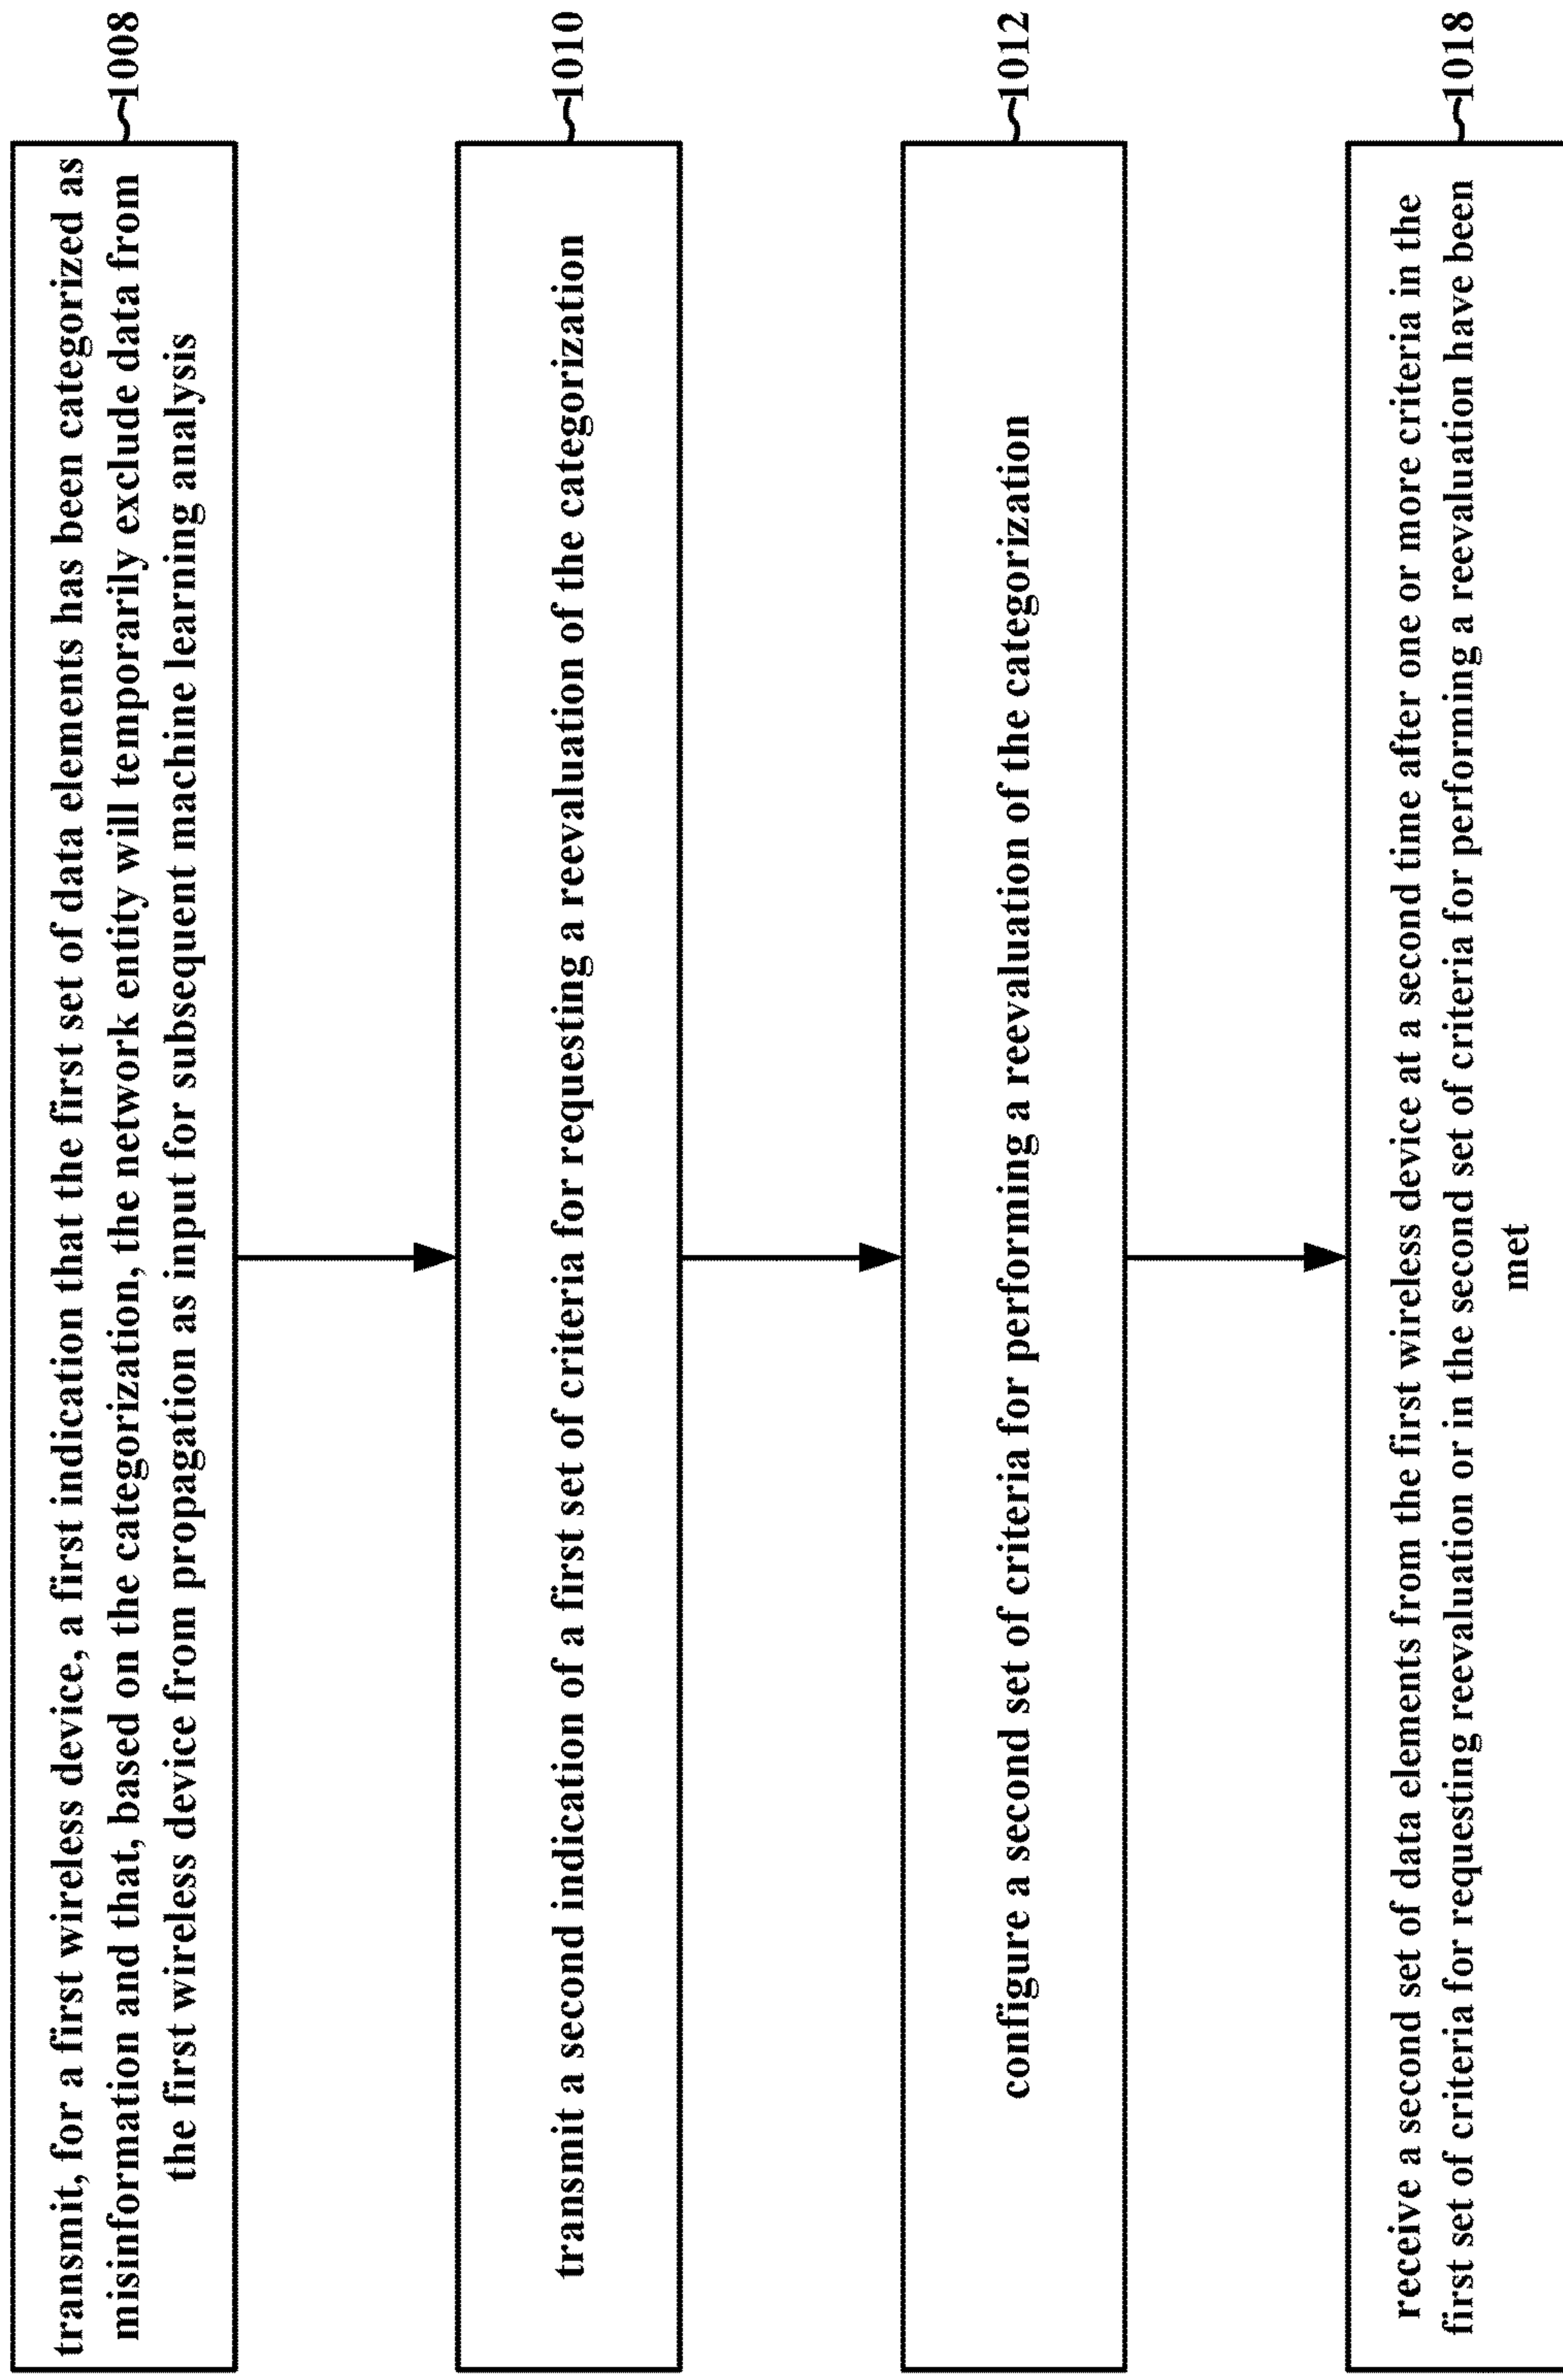 transmit, for a first wireless device, a first indication that the first set of data elements has been categorized as
misinformation and that, based on the categorization, the network entity will temporarily exclude data from
the first wireless device from propagation as input for subsequent machine learning analysis
1008
transmit a second indication of a first set of criteria for requesting a reevaluation of the categorization
1010
configure a second set of criteria for performing a reevaluation of the categorization
1012
receive a second set of data elements from the first wireless device at a second time after one or more criteria in the
first set of criteria for requesting reevaluation or in the second set of criteria for performing a reevaluation have been
met
1018